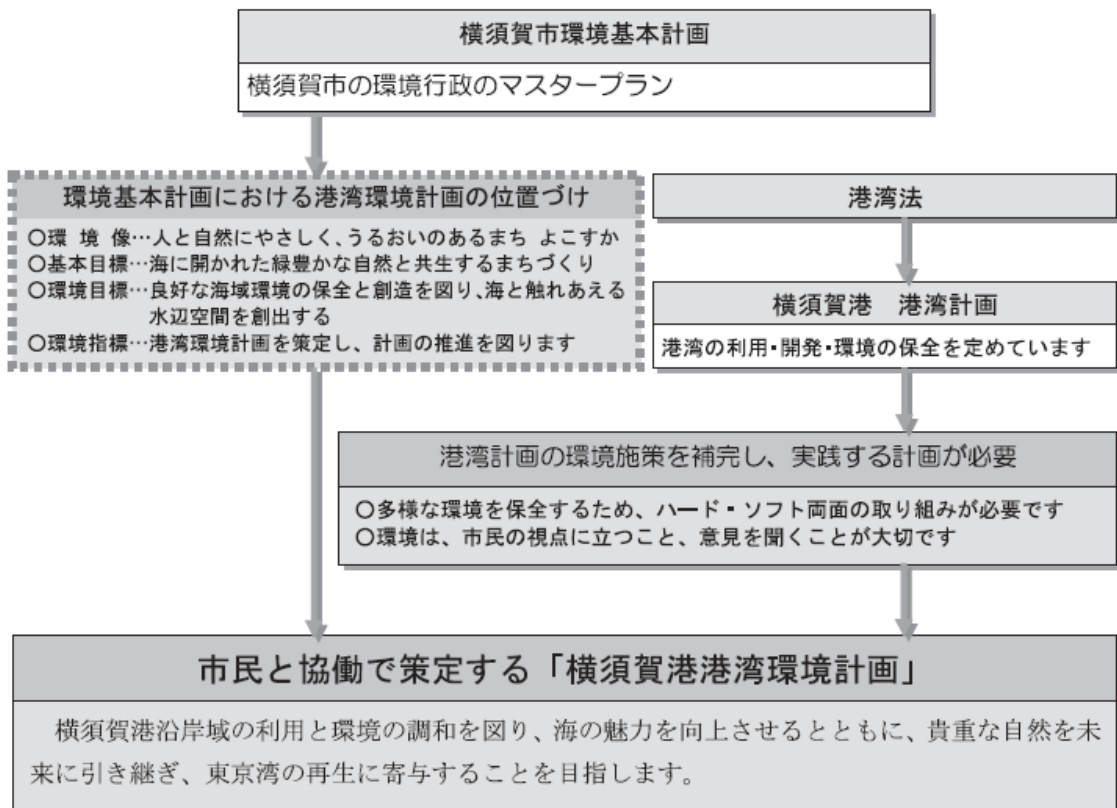 横須賀市環境基本計画
横須賀市の環境行政のマスタープラン
環境基本計画における港湾環境計画の位置づけ
○環 境 像…人と自然にやさしく、うるおいのあるまち よこすか
○基本目標…海に開かれた緑豊かな自然と共生するまちづくり
○環境目標…良好な海域環境の保全と創造を図り、海と触れあえる
水辺空間を創出する
○環境指標…港湾環境計画を策定し、計画の推進を図ります
港湾法
横須賀港 港湾計画
港湾の利用・開発・環境の保全を定めています
港湾計画の環境施策を補完し、実践する計画が必要
○多様な環境を保全するため、ハード・ソフト両面の取り組みが必要です
○環境は、市民の視点に立つこと、意見を聞くことが大切です
市民と協働で策定する「横須賀港港湾環境計画」
横須賀港沿岸域の利用と環境の調和を図り、海の魅力を向上させるとともに、貴重な自然を未
来に引き継ぎ、東京湾の再生に寄与することを目指します。